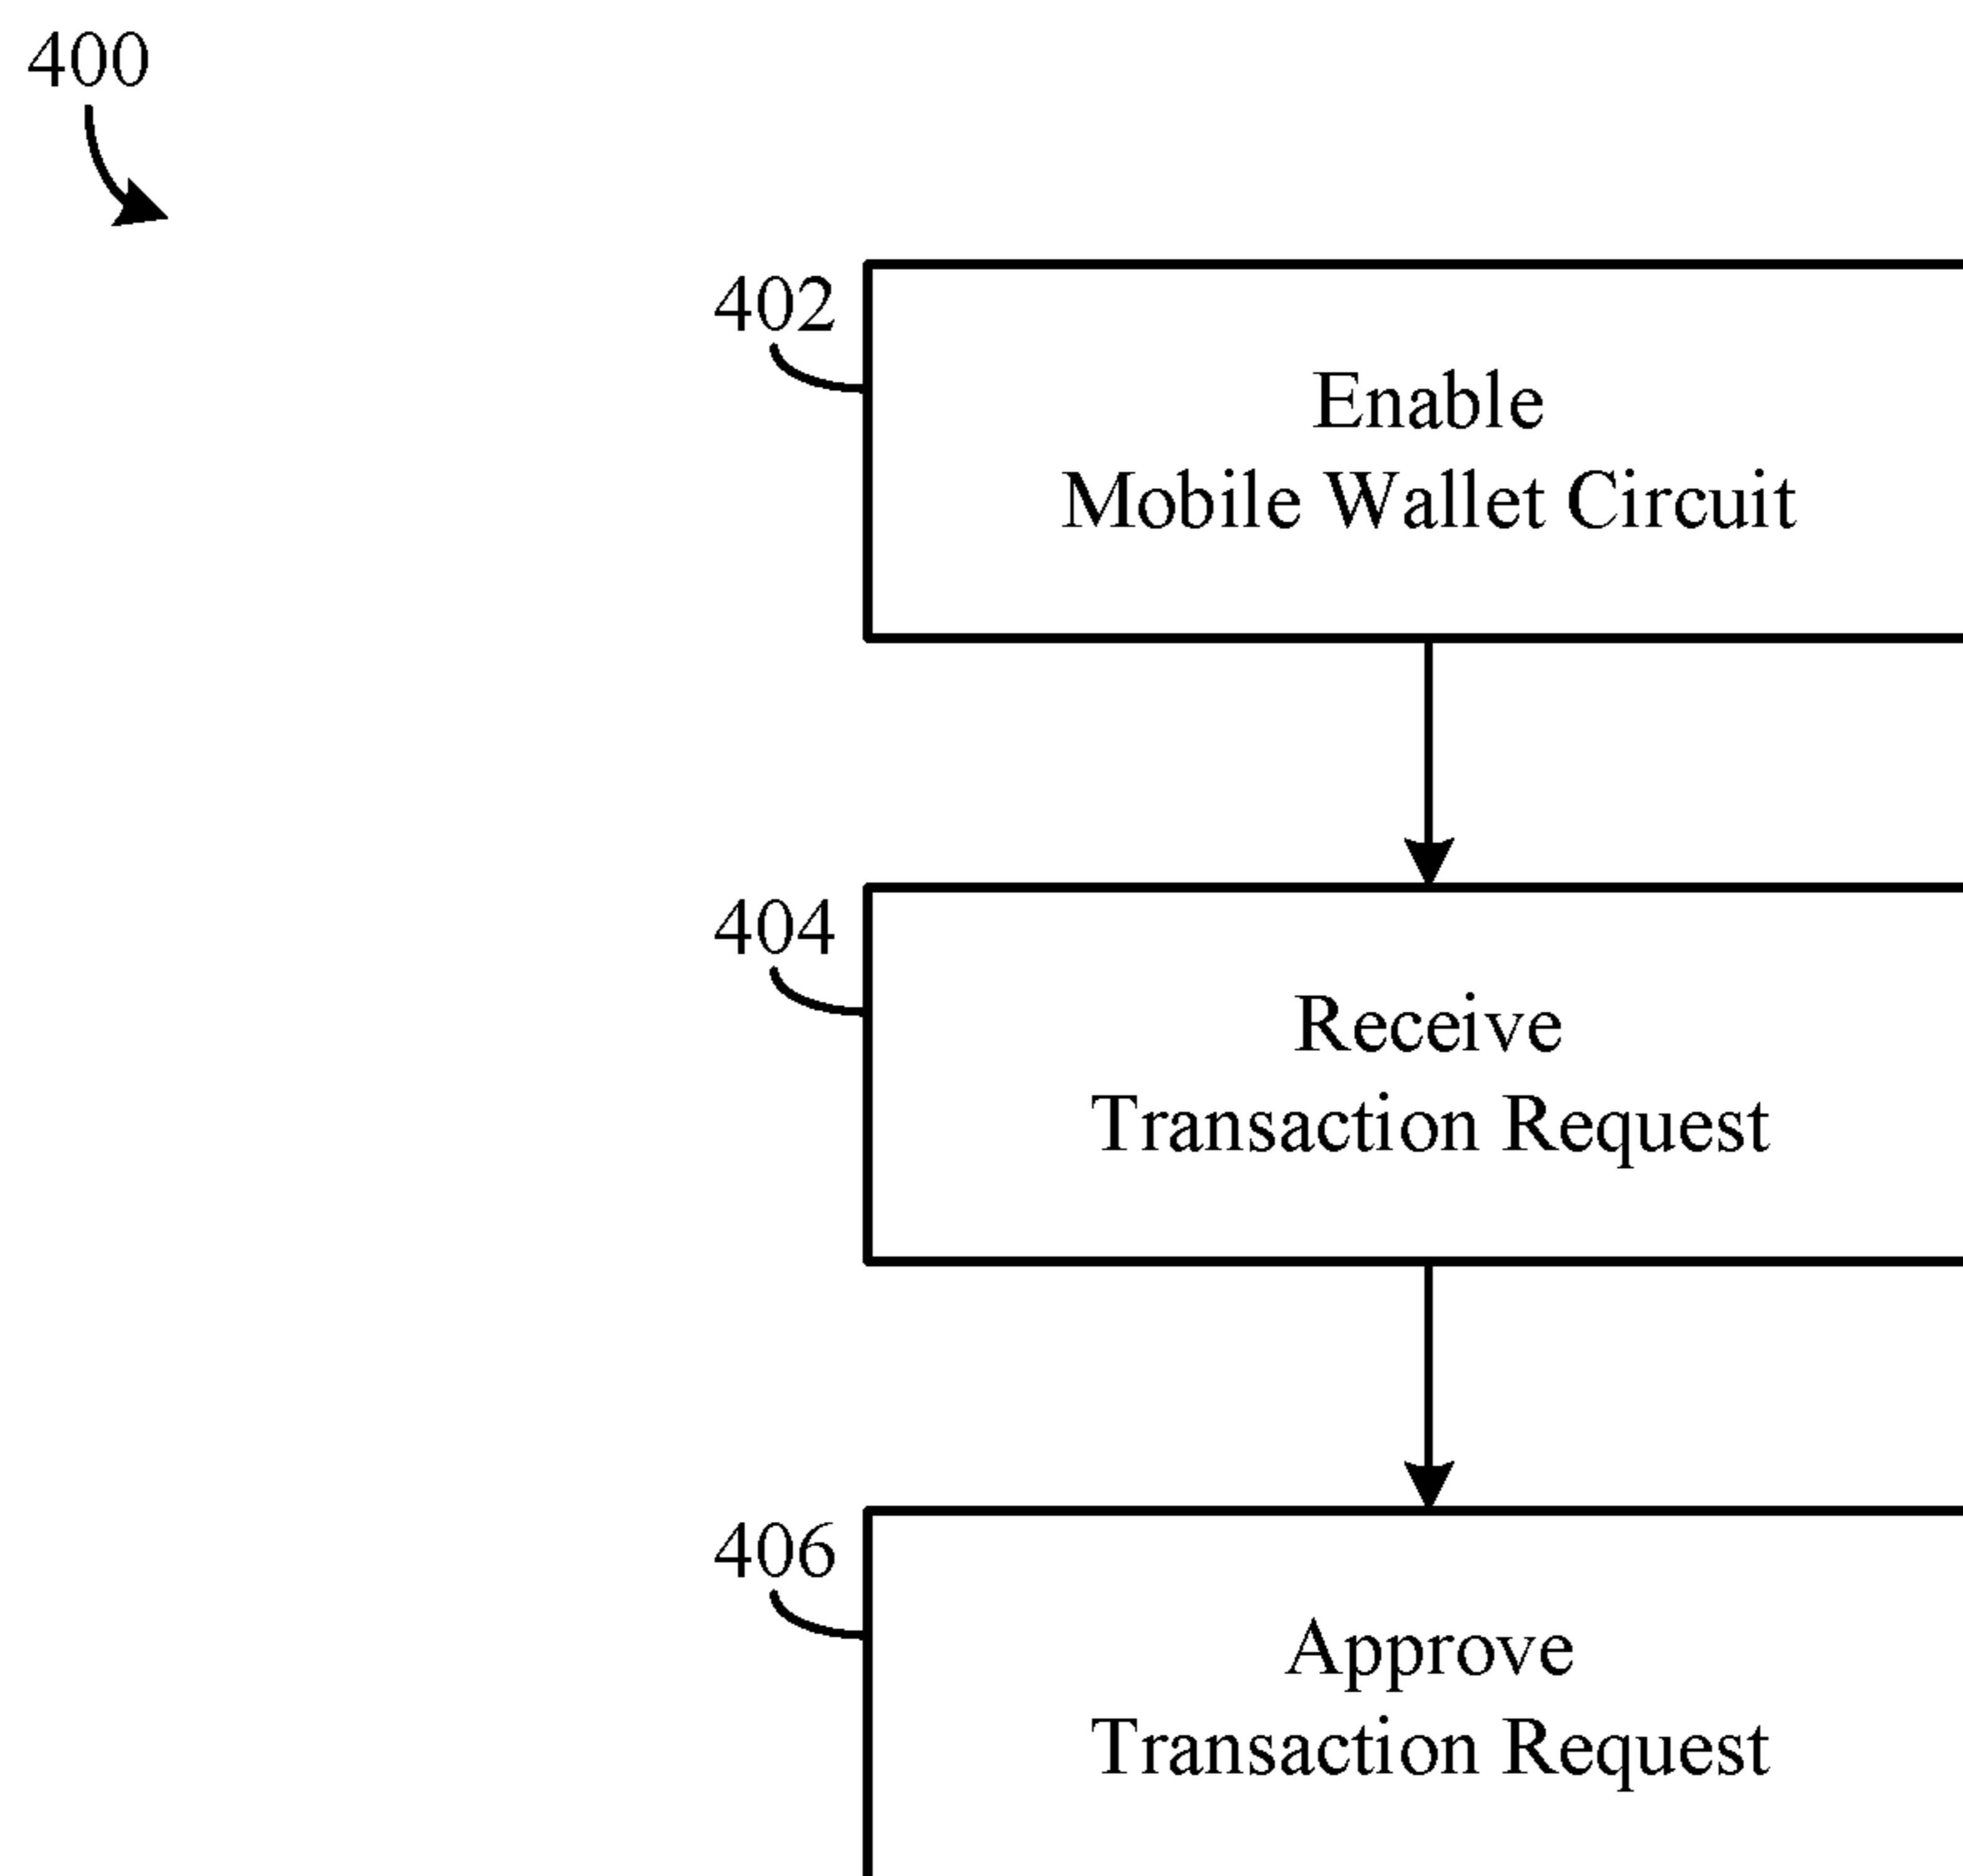 400
402
Enable
Mobile Wallet Circuit
404
Receive
Transaction Request
406
Approve
Transaction Request